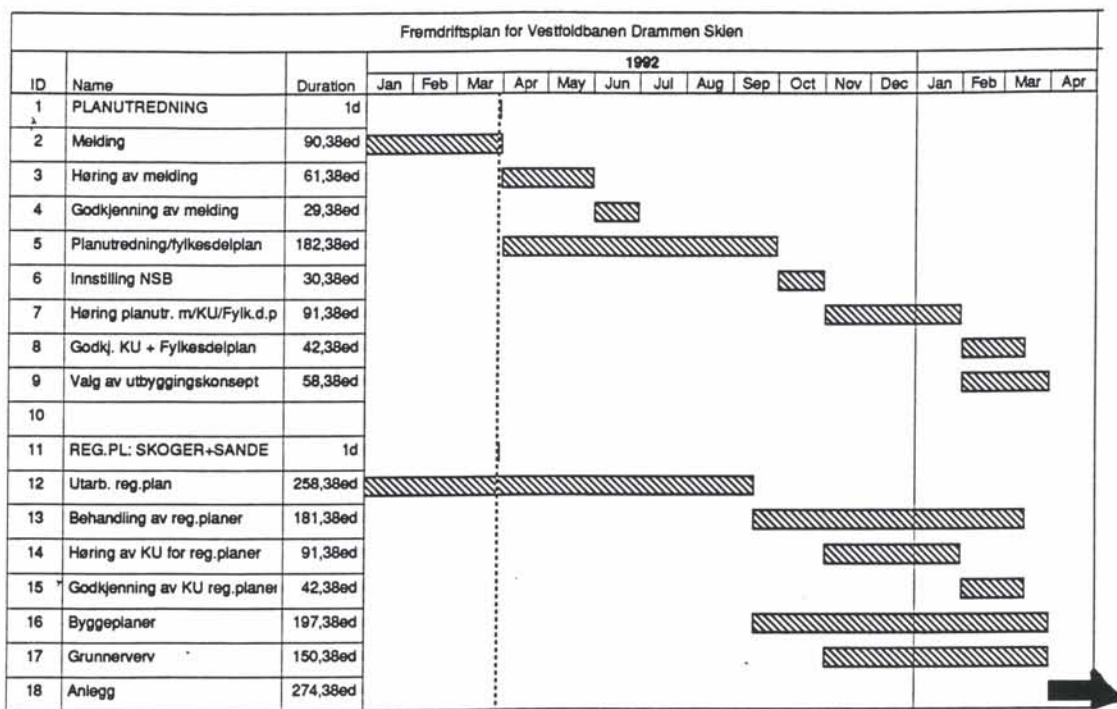 Fremdriftsplan for Vestfoldbanen Drammen Skien
1992
ID Name Duration Jan Feb Mar Apr May Jun Jul Aug Sep Oct Nov Dec Jan Feb Mar Apr
1 PLANUTREDNING 1d
2 Melding 90,38ed
3 Høring av melding 61,38ed
4 Godkjenning av melding 29,38ed
5 Planutredning/fylkesdelplan 182,38ed
6 Innstilling NSB 30,38ed
7 Høring planutr. m/KU/Fylk.d.p 91,38ed
8 Godkj. KU + Fylkesdelplan 42,38ed
9 Valg av utbyggingskonsept 58,38ed
10
11 REG.PL: SKOGER+SANDE 1d
12 Utarb. reg.plan 258,38ed
13 Behandling av reg.planer 181,38ed
14 Høring av KU for reg.planer 91,38ed
15 Godkjenning av KU reg.planer 42,38ed
16 Byggeplaner 197,38ed
17 Grunnerverv 150,38ed
18 Anlegg 274,38ed